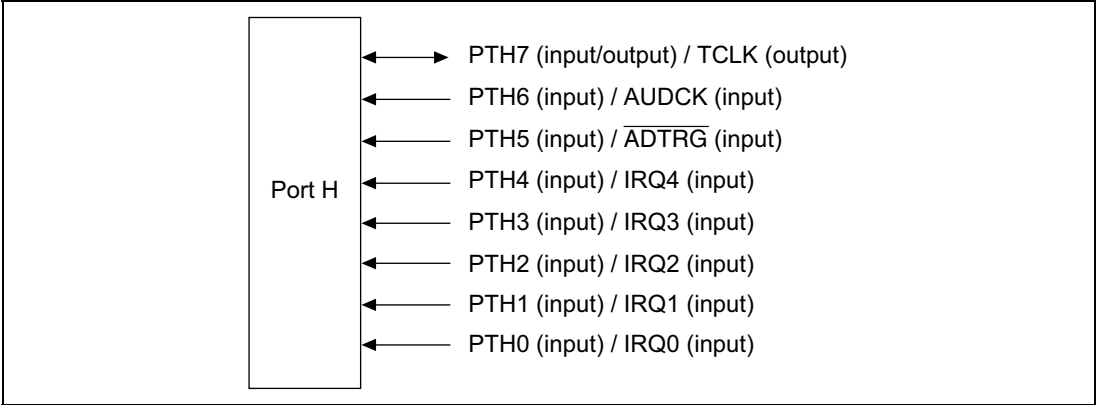 Port H
PTH7 (input/output) / TCLK (output)
PTH6 (input) / AUDCK (input)
PTH5 (input) / A̅D̅T̅R̅G̅ (input)
PTH4 (input) / IRQ4 (input)
PTH3 (input) / IRQ3 (input)
PTH2 (input) / IRQ2 (input)
PTH1 (input) / IRQ1 (input)
PTH0 (input) / IRQ0 (input)